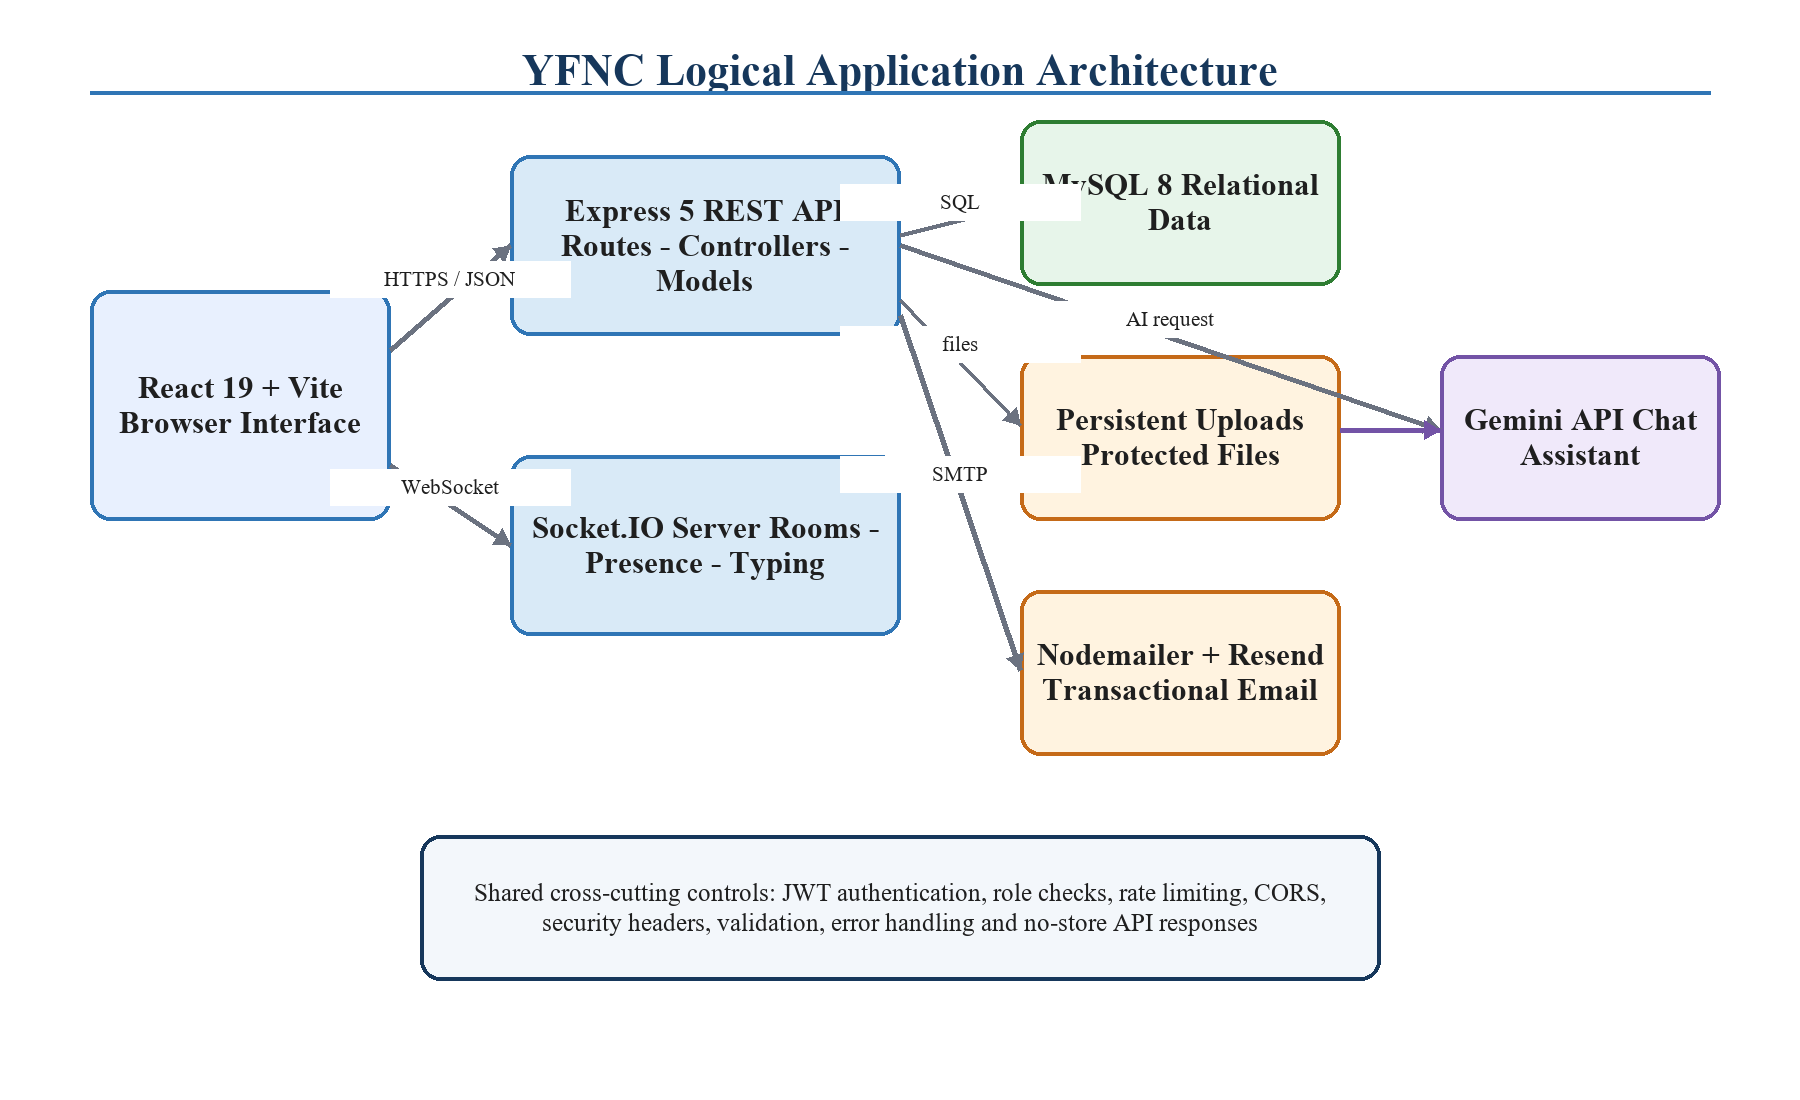 YFNC Logical Application Architecture
Express 5 REST API
Routes - Controllers -
Models
SQL
MySQL 8 Relational
Data
HTTPS / JSON
AI request
files
React 19 + Vite
Browser Interface
Persistent Uploads
Protected Files
Gemini API Chat
Assistant
WebSocket
SMTP
Socket.IO Server Rooms -
Presence - Typing
Nodemailer + Resend
Transactional Email
Shared cross-cutting controls: JWT authentication, role checks, rate limiting, CORS,
security headers, validation, error handling and no-store API responses